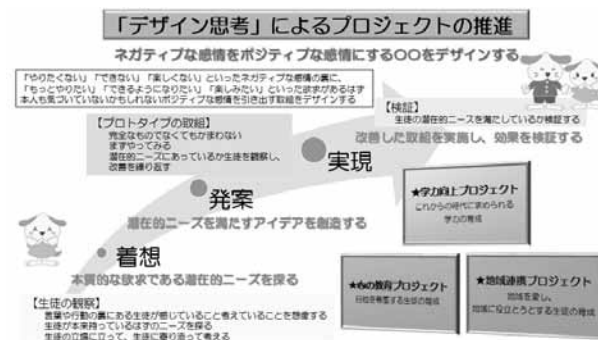 「デザイン思考」によるプロジェクトの推進
ネガティブな感情をポジティブな感情にする〇〇をデザインする
「やりたくない」「できない」「楽しくない」といったネガティブな感情の裏に、
「もっとやりたい」「できるようになりたい」「楽しみたい」といった欲求があるはず
本人も気づいていないかもしれないポジティブな感情を引き出す取組をデザインする
【プロトタイプの取組】
完全なものでなくてもかまわない
まずやってみる
潜在的ニーズにあっているか生徒を観察し、
改善を繰り返す
【検証】
生徒の潜在的ニーズを満たしているか検証する
改善した取組を実施し、効果を検証する
実現
発案
潜在的ニーズを満たすアイデアを創造する
着想
本質的な欲求である潜在的ニーズを探る
【生徒の観察】
言葉や行動の裏にある生徒が感じていること考えていることを想像する
生徒が本来持っているはずのニーズを探る
生徒の立場に立って、生徒に寄り添って考える
★学力向上プロジェクト
これからの時代に求められる
学力の育成
★心の教育プロジェクト
する生徒の育成
★地域連携プロジェクト
地域を愛し、
地域に役立とうとする生徒の育成